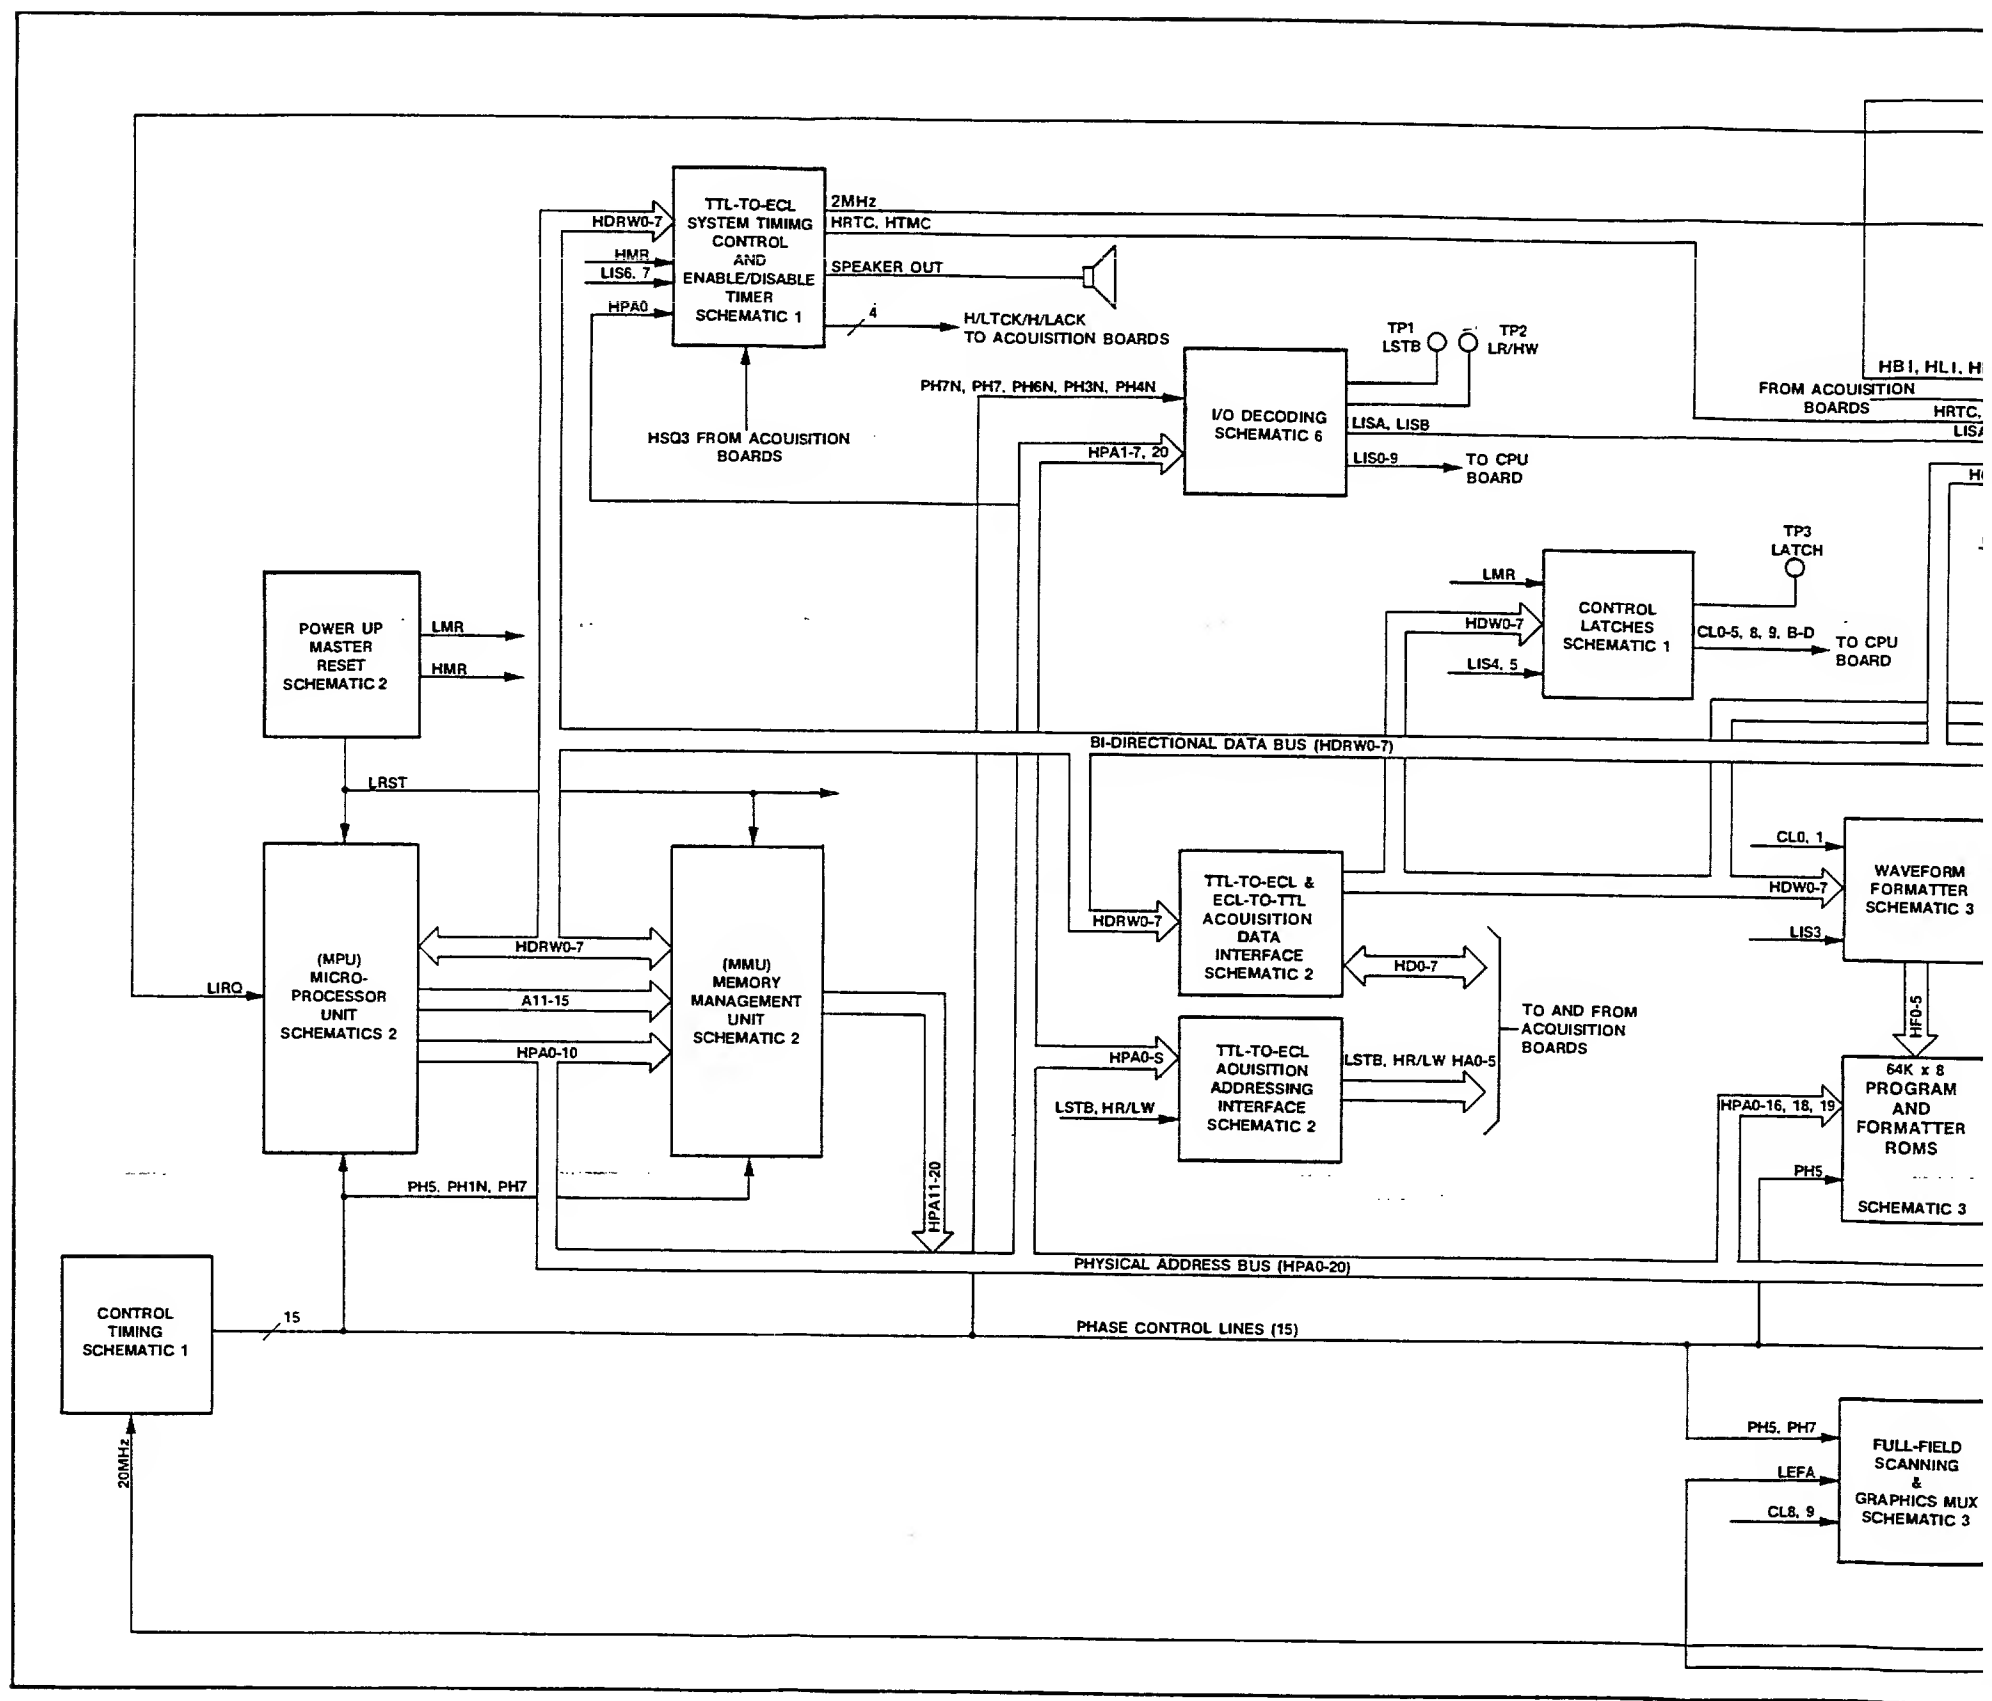 TTL-TO-ECL
SYSTEM TIMIMG
CONTROL
AND
ENABLE/DISABLE
TIMER
SCHEMATIC 1
HDRW0-7
HMR
LIS6, 7
HPA0
2MHz
HRTC, HTMC
SPEAKER OUT
4
H/LTCK/H/LACK
TO ACQUISITION BOARDS
HSQ3 FROM ACQUISITION
BOARDS
TP1
LSTB
TP2
LR/HW
PH7N, PH7, PH6N, PH3N, PH4N
I/O DECODING
SCHEMATIC 6
HPA1-7, 20
LISA, LISB
LIS0-9
TO CPU
BOARD
HB1, HL1, H
FROM ACQUISITION
BOARDS
HRTC,
LISA
TP3
LATCH
LMR
HDW0-7
LIS4, 5
CONTROL
LATCHES
SCHEMATIC 1
CL0-5, 8, 9, B-D
TO CPU
BOARD
POWER UP
MASTER
RESET
SCHEMATIC 2
LMR
HMR
LRST
BI-DIRECTIONAL DATA BUS (HDRW0-7)
LIRQ
(MPU)
MICRO-
PROCESSOR
UNIT
SCHEMATICS 2
HDRW0-7
A11-15
HPA0-10
(MMU)
MEMORY
MANAGEMENT
UNIT
SCHEMATIC 2
HPA11-20
PH5, PH1N, PH7
HDRW0-7
TTL-TO-ECL &
ECL-TO-TTL
ACQUISITION
DATA
INTERFACE
SCHEMATIC 2
HD0-7
TO AND FROM
ACQUISITION
BOARDS
HPA0-S
LSTB, HR/LW
TTL-TO-ECL
AQUISITION
ADDRESSING
INTERFACE
SCHEMATIC 2
LSTB, HR/LW HA0-5
CL0, 1
HDW0-7
LIS3
WAVEFORM
FORMATTER
SCHEMATIC 3
HF0-5
HPA0-16, 18, 19
PH5
64K x 8
PROGRAM
AND
FORMATTER
ROMS
SCHEMATIC 3
PHYSICAL ADDRESS BUS (HPA0-20)
CONTROL
TIMING
SCHEMATIC 1
15
PHASE CONTROL LINES (15)
20MHz
PH5, PH7
LEFA
CL8, 9
FULL-FIELD
SCANNING
&
GRAPHICS MUX
SCHEMATIC 3